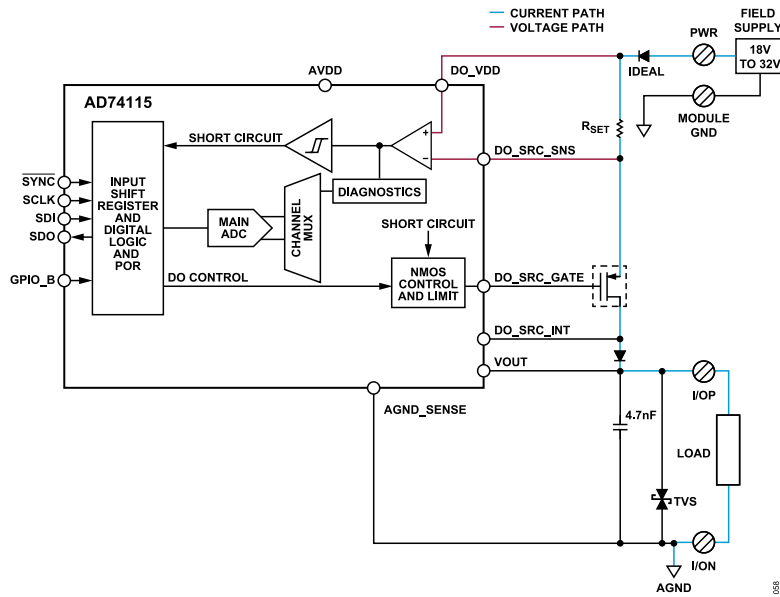 CURRENT PATH
VOLTAGE PATH
FIELD
SUPPLY
18V
TO 32V
PWR
IDEAL
MODULE
GND
AVDD
DO_VDD
AD74115
SHORT CIRCUIT
+
−
RSET
DO_SRC_SNS
DIAGNOSTICS
SYNC
SCLK
SDI
SDO
GPIO_B
INPUT
SHIFT
REGISTER
AND
DIGITAL
LOGIC
AND
POR
MAIN
ADC
CHANNEL
MUX
SHORT CIRCUIT
DO CONTROL
NMOS
CONTROL
AND LIMIT
DO_SRC_GATE
DO_SRC_INT
VOUT
AGND_SENSE
4.7nF
TVS
I/OP
LOAD
I/ON
AGND
058